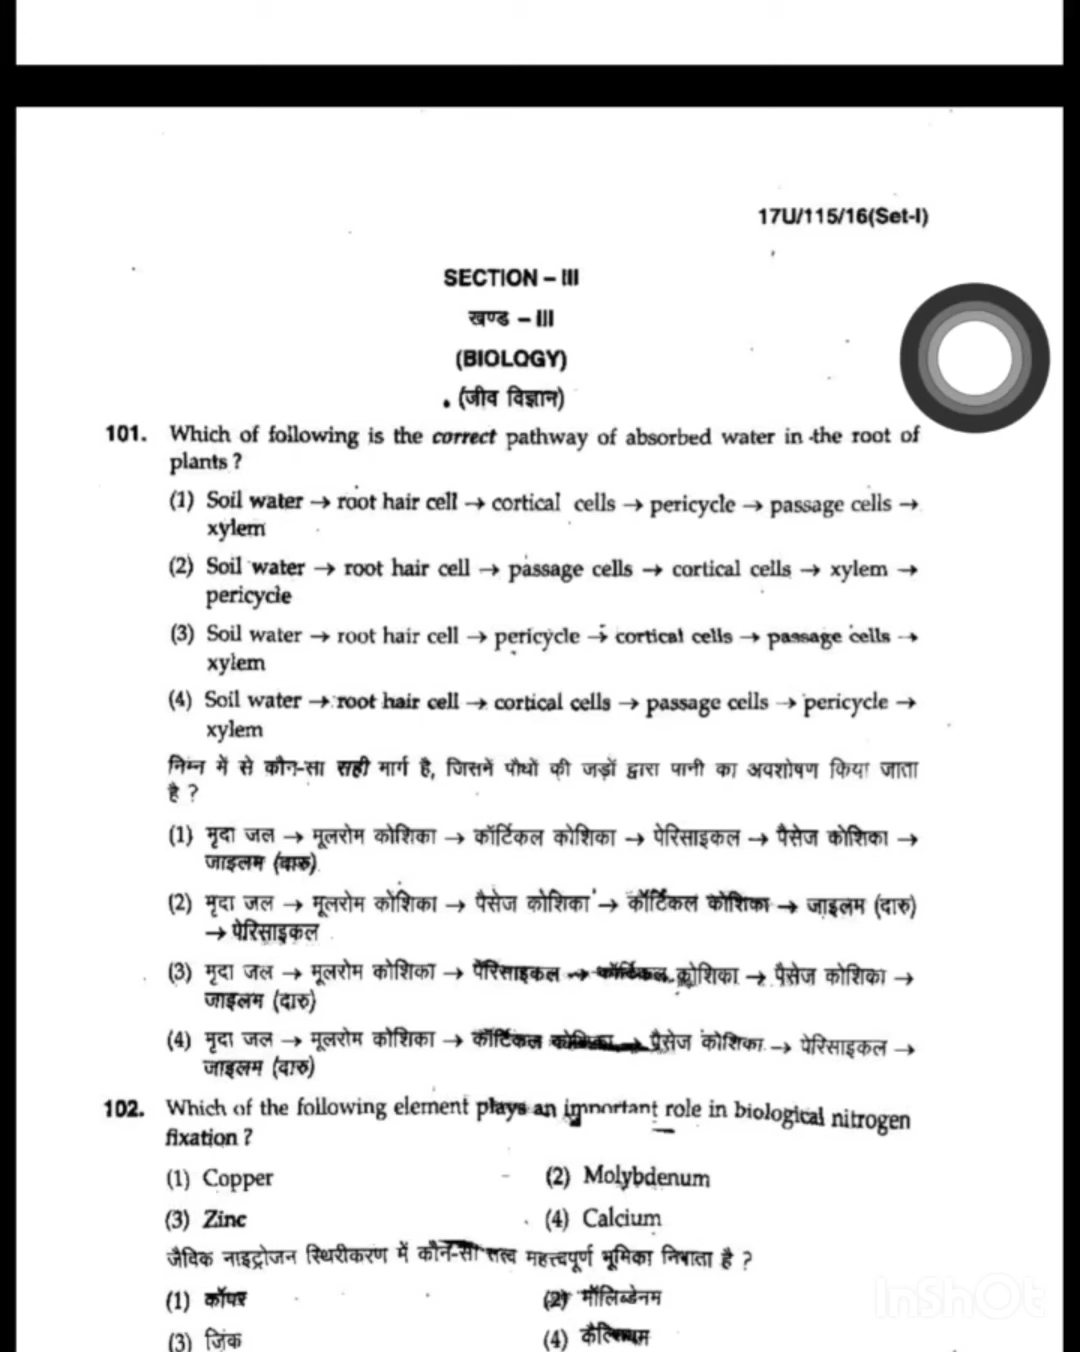 17U/115/16(Set-I)
SECTION – III
खण्ड – III
(BIOLOGY)
(जीव विज्ञान)
101. Which of following is the correct pathway of absorbed water in the root of
plants ?
(1) Soil water → root hair cell → cortical cells → pericycle → passage cells →
xylem
(2) Soil water → root hair cell → passage cells → cortical cells → xylem →
pericycle
(3) Soil water → root hair cell → pericycle → cortical cells → passage cells →
xylem
(4) Soil water → root hair cell → cortical cells → passage cells → pericycle →
xylem
निम्न में से कौन-सा सही मार्ग है, जिसमें पौधों की जड़ों द्वारा पानी का अवशोषण किया जाता
है ?
(1) मृदा जल → मूलरोम कोशिका → कॉर्टिकल कोशिका → पेरिसाइकल → पैसेज कोशिका →
जाइलम (दारु)
(2) मृदा जल → मूलरोम कोशिका → पैसेज कोशिका → कॉर्टिकल कोशिका → जाइलम (दारु)
→ पेरिसाइकल
(3) मृदा जल → मूलरोम कोशिका → पेरिसाइकल → कॉर्टिकल कोशिका → पैसेज कोशिका →
जाइलम (दारु)
(4) मृदा जल → मूलरोम कोशिका → कॉर्टिकल कोशिका → पैसेज कोशिका → पेरिसाइकल →
जाइलम (दारु)
102. Which of the following element plays an important role in biological nitrogen
fixation ?
(1) Copper (2) Molybdenum
(3) Zinc (4) Calcium
जैविक नाइट्रोजन स्थिरीकरण में कौन-सा तत्व महत्त्वपूर्ण भूमिका निभाता है ?
(1) कॉपर (2) मॉलिब्डेनम
(3) जिंक (4) कैल्सियम
InShOt